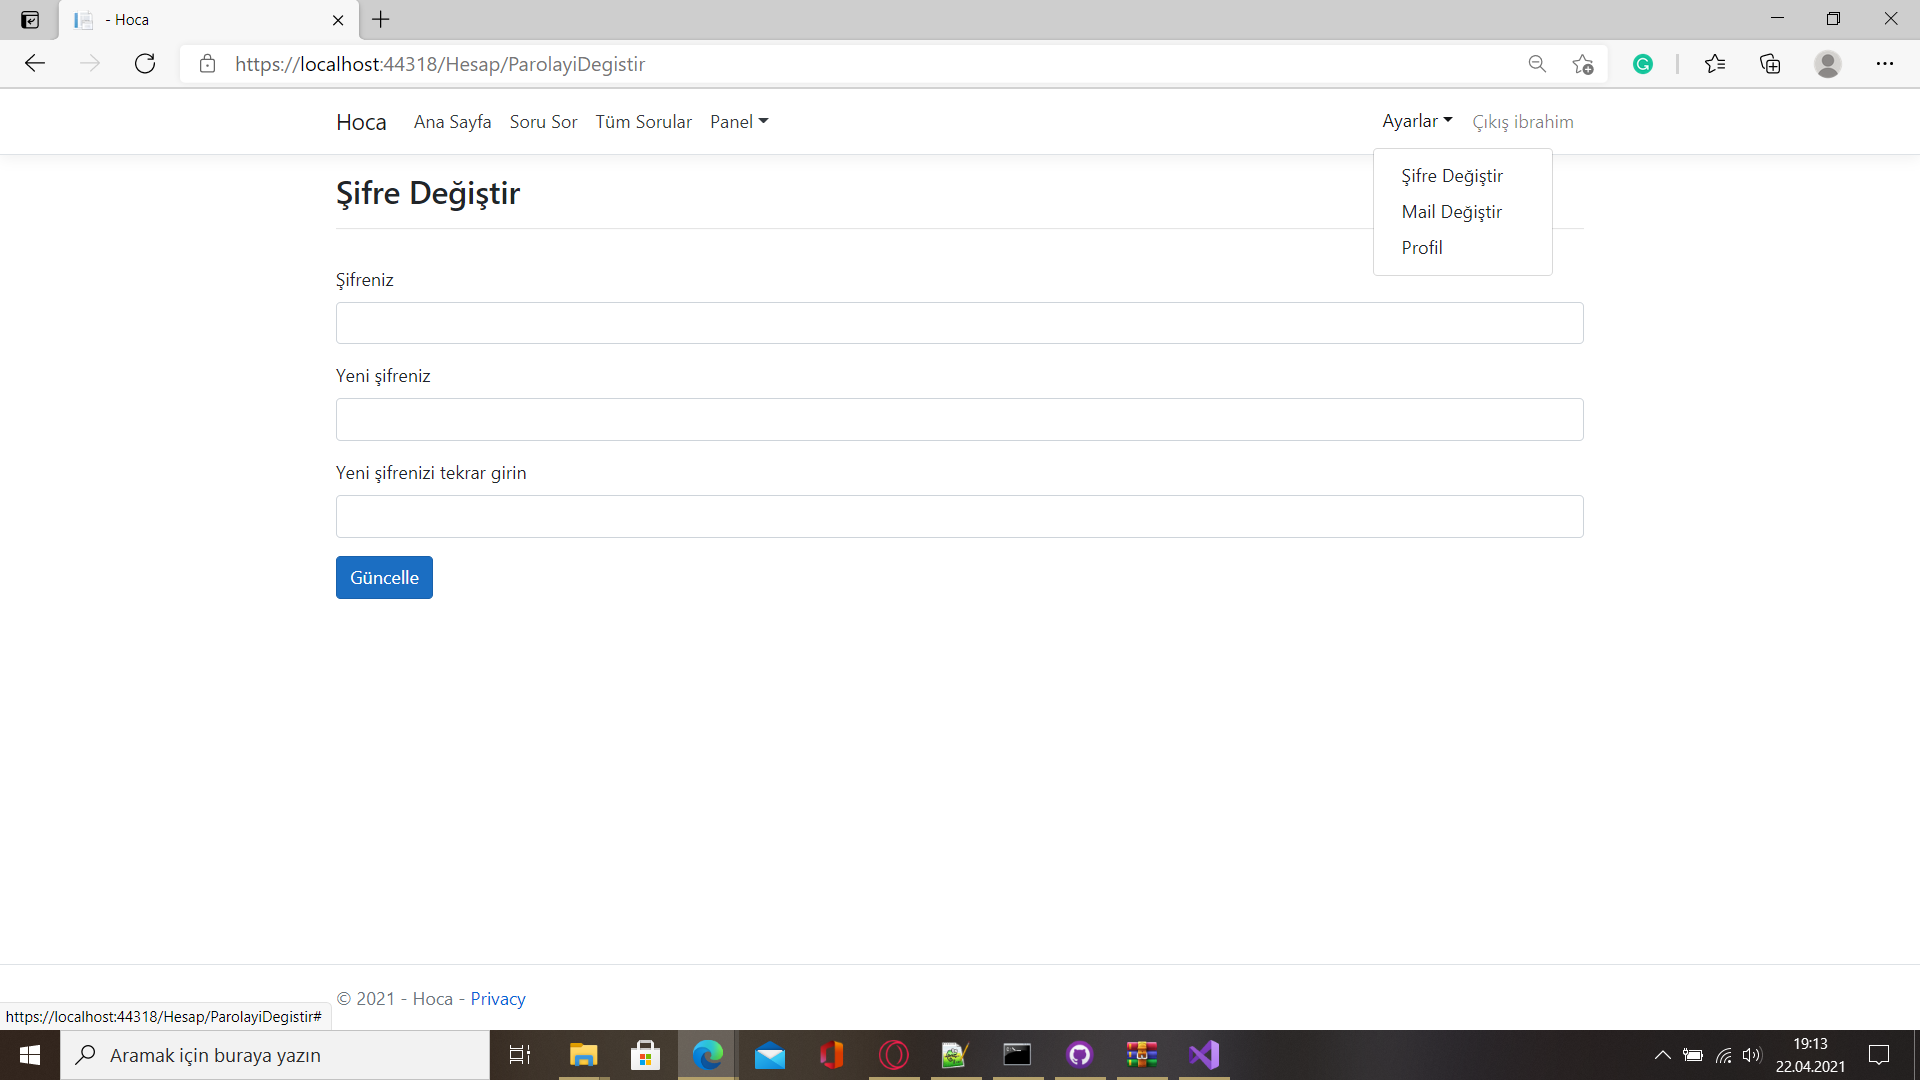 - Hoca
https://localhost:44318/Hesap/ParolayiDegistir
Hoca Ana Sayfa Soru Sor Tüm Sorular Panel Ayarlar Çıkış ibrahim
Şifre Değiştir
Mail Değiştir
Profil
Şifre Değiştir
Şifreniz
Yeni şifreniz
Yeni şifrenizi tekrar girin
Güncelle
© 2021 - Hoca - Privacy
https://localhost:44318/Hesap/ParolayiDegistir#
Aramak için buraya yazın
19:13
22.04.2021